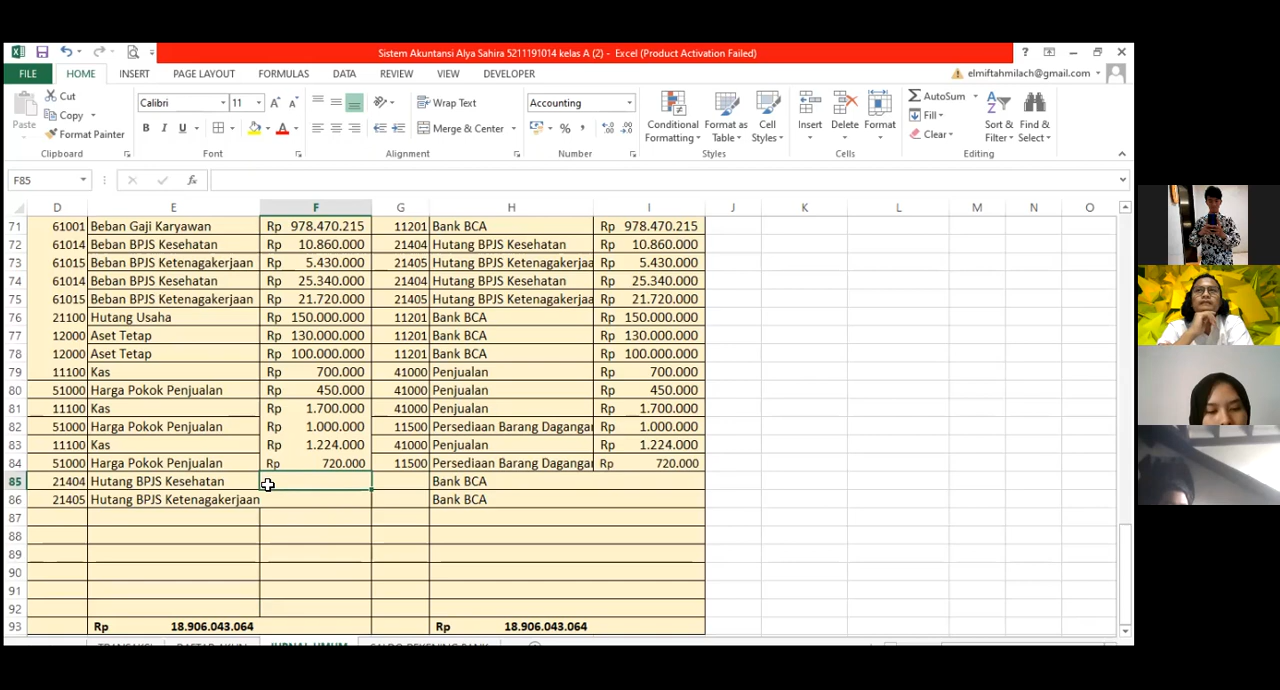 Sistem Akuntansi Alya Sahira 5211191014 kelas A (2) - Excel (Product Activation Failed)
FILE HOME INSERT PAGE LAYOUT FORMULAS DATA REVIEW VIEW DEVELOPER elmiftahmilach@gmail.com
Paste Cut Copy Format Painter Clipboard
Calibri 11 B I U Font
Wrap Text Merge & Center Alignment
Accounting % Number
Conditional Formatting Format as Table Cell Styles Styles
Insert Delete Format Cells
AutoSum Fill Clear Sort & Filter Find & Select Editing
F85 fx
D E F G H I J K L M N O
71 61001 Beban Gaji Karyawan Rp 978.470.215 11201 Bank BCA Rp 978.470.215
72 61014 Beban BPJS Kesehatan Rp 10.860.000 21404 Hutang BPJS Kesehatan Rp 10.860.000
73 61015 Beban BPJS Ketenagakerjaan Rp 5.430.000 21405 Hutang BPJS Ketenagakerjaa Rp 5.430.000
74 61014 Beban BPJS Kesehatan Rp 25.340.000 21404 Hutang BPJS Kesehatan Rp 25.340.000
75 61015 Beban BPJS Ketenagakerjaan Rp 21.720.000 21405 Hutang BPJS Ketenagakerjaa Rp 21.720.000
76 21100 Hutang Usaha Rp 150.000.000 11201 Bank BCA Rp 150.000.000
77 12000 Aset Tetap Rp 130.000.000 11201 Bank BCA Rp 130.000.000
78 12000 Aset Tetap Rp 100.000.000 11201 Bank BCA Rp 100.000.000
79 11100 Kas Rp 700.000 41000 Penjualan Rp 700.000
80 51000 Harga Pokok Penjualan Rp 450.000 41000 Penjualan Rp 450.000
81 11100 Kas Rp 1.700.000 41000 Penjualan Rp 1.700.000
82 51000 Harga Pokok Penjualan Rp 1.000.000 11500 Persediaan Barang Dagangan Rp 1.000.000
83 11100 Kas Rp 1.224.000 41000 Penjualan Rp 1.224.000
84 51000 Harga Pokok Penjualan Rp 720.000 11500 Persediaan Barang Dagangan Rp 720.000
85 21404 Hutang BPJS Kesehatan Bank BCA
86 21405 Hutang BPJS Ketenagakerjaan Bank BCA
87
88
89
90
91
92
93 Rp 18.906.043.064 Rp 18.906.043.064